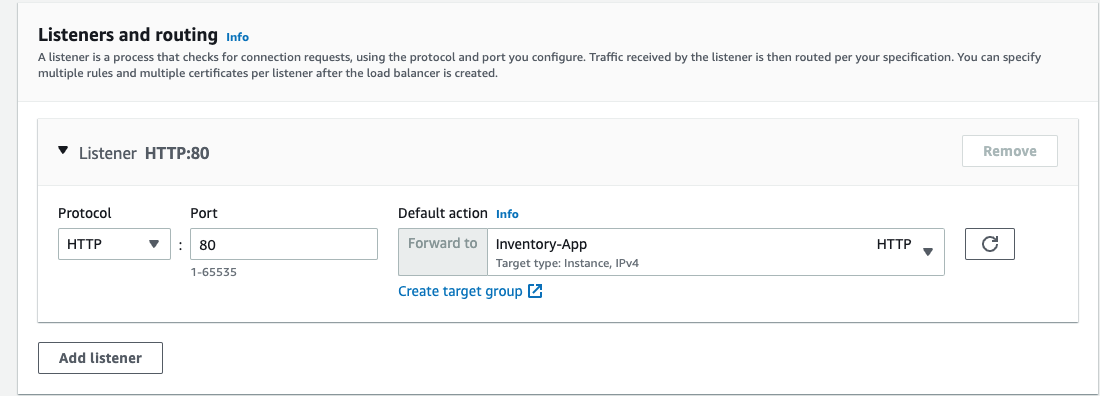 Listeners and routing Info
A listener is a process that checks for connection requests, using the protocol and port you configure. Traffic received by the listener is then routed per your specification. You can specify
multiple rules and multiple certificates per listener after the load balancer is created.
Listener HTTP:80
Remove
Protocol
Port
Default action Info
HTTP
:
80
Forward to
Inventory-App
HTTP
1-65535
Target type: Instance, IPv4
Create target group
Add listener